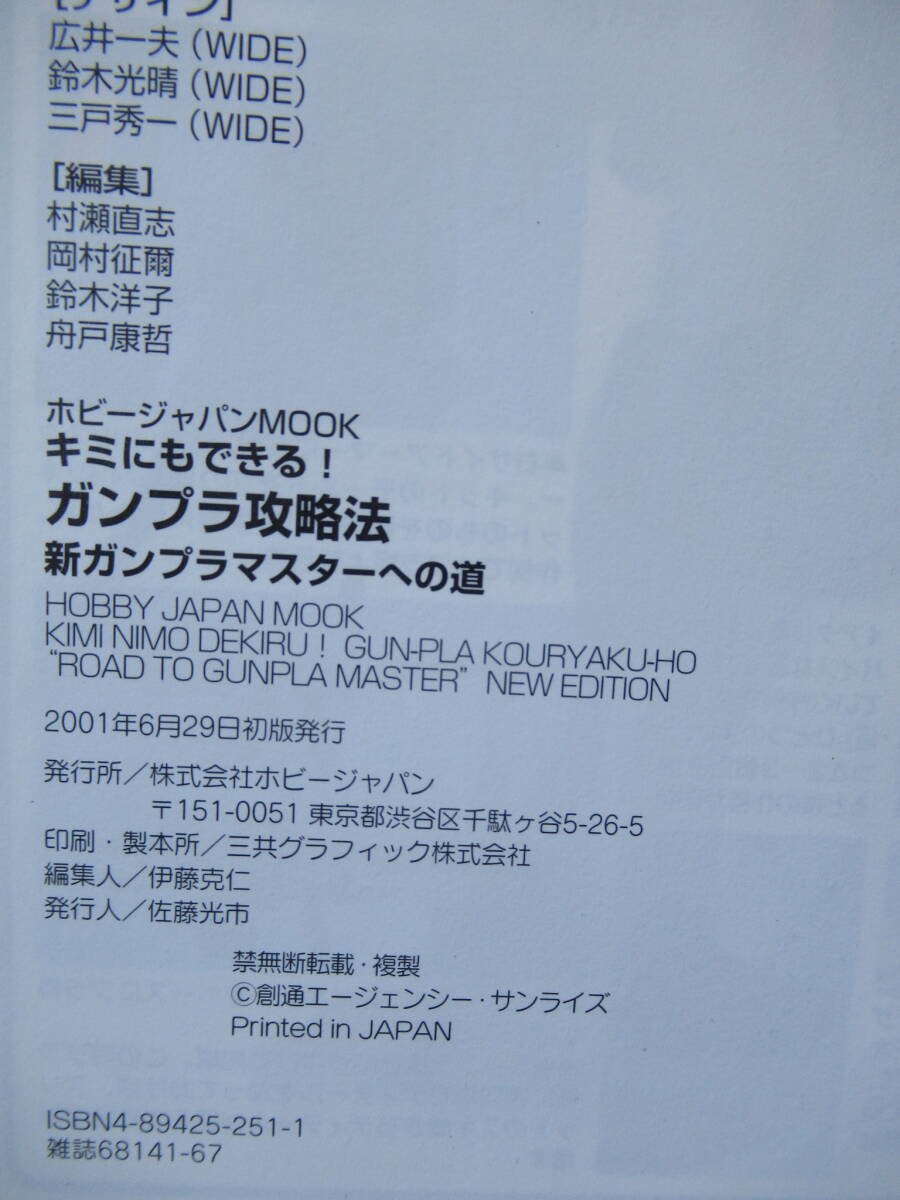 [デザイン]
広井一夫(WIDE)
鈴木光晴(WIDE)
三戸秀一(WIDE)
[編集]
村瀬直志
岡村征爾
鈴木洋子
舟戸康哲
ホビージャパンMOOK
キミにもできる！
ガンプラ攻略法
新ガンプラマスターへの道
HOBBY JAPAN MOOK
KIMI NIMO DEKIRU！ GUN-PLA KOURYAKU-HO
“ROAD TO GUNPLA MASTER” NEW EDITION
2001年6月29日初版発行
発行所／株式会社ホビージャパン
〒151-0051 東京都渋谷区千駄ヶ谷5-26-5
印刷・製本所／三共グラフィック株式会社
編集人／伊藤克仁
発行人／佐藤光市
禁無断転載・複製
©創通エージェンシー・サンライズ
Printed in JAPAN
ISBN4-89425-251-1
雑誌68141-67